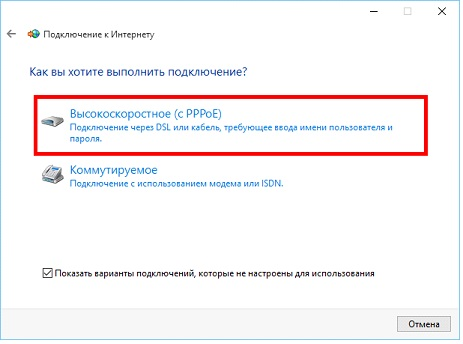 Подключение к Интернету
Как вы хотите выполнить подключение?
Высокоскоростное (с PPPoE)
Подключение через DSL или кабель, требующее ввода имени пользователя и
пароля.
Коммутируемое
Подключение с использованием модема или ISDN.
Показать варианты подключений, которые не настроены для использования
Отмена